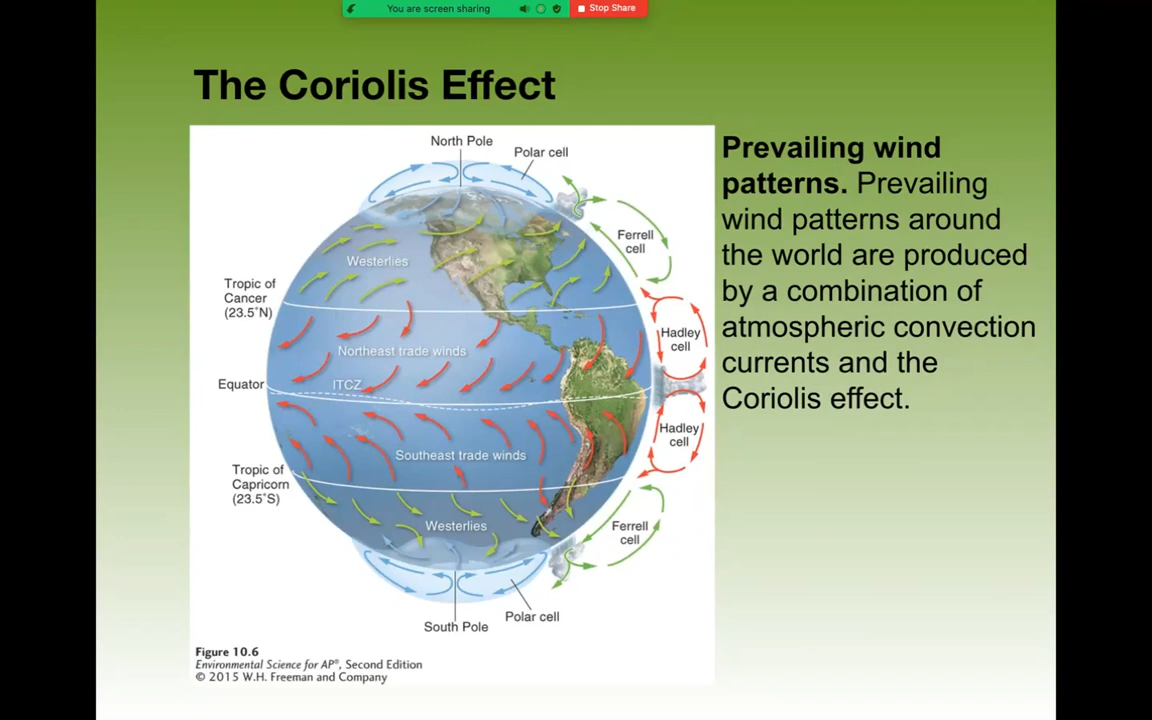 You are screen sharing
Stop Share
The Coriolis Effect
North Pole
Polar cell
Ferrell
cell
Westerlies
Tropic of
Cancer
(23.5°N)
Hadley
cell
Northeast trade winds
Equator
ITCZ
Hadley
cell
Southeast trade winds
Tropic of
Capricorn
(23.5°S)
Westerlies
Ferrell
cell
Polar cell
South Pole
Figure 10.6
Environmental Science for AP®, Second Edition
© 2015 W.H. Freeman and Company
Prevailing wind
patterns. Prevailing
wind patterns around
the world are produced
by a combination of
atmospheric convection
currents and the
Coriolis effect.